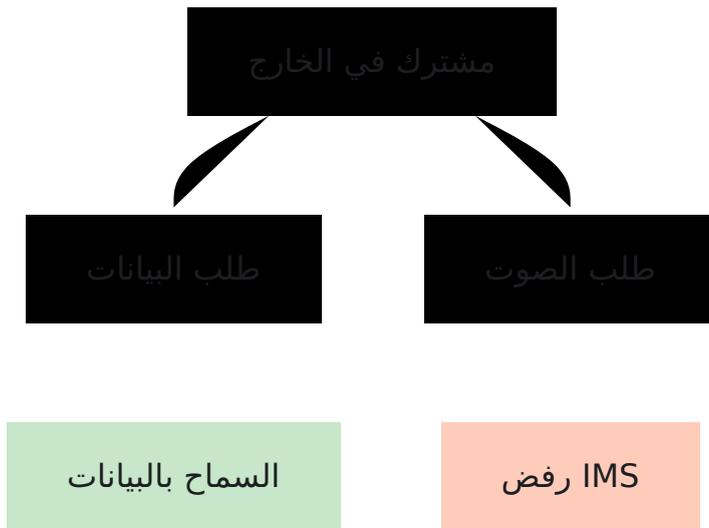 مشترك في الخارج
طلب الصوت
طلب البيانات
رفض IMS
السماح بالبيانات